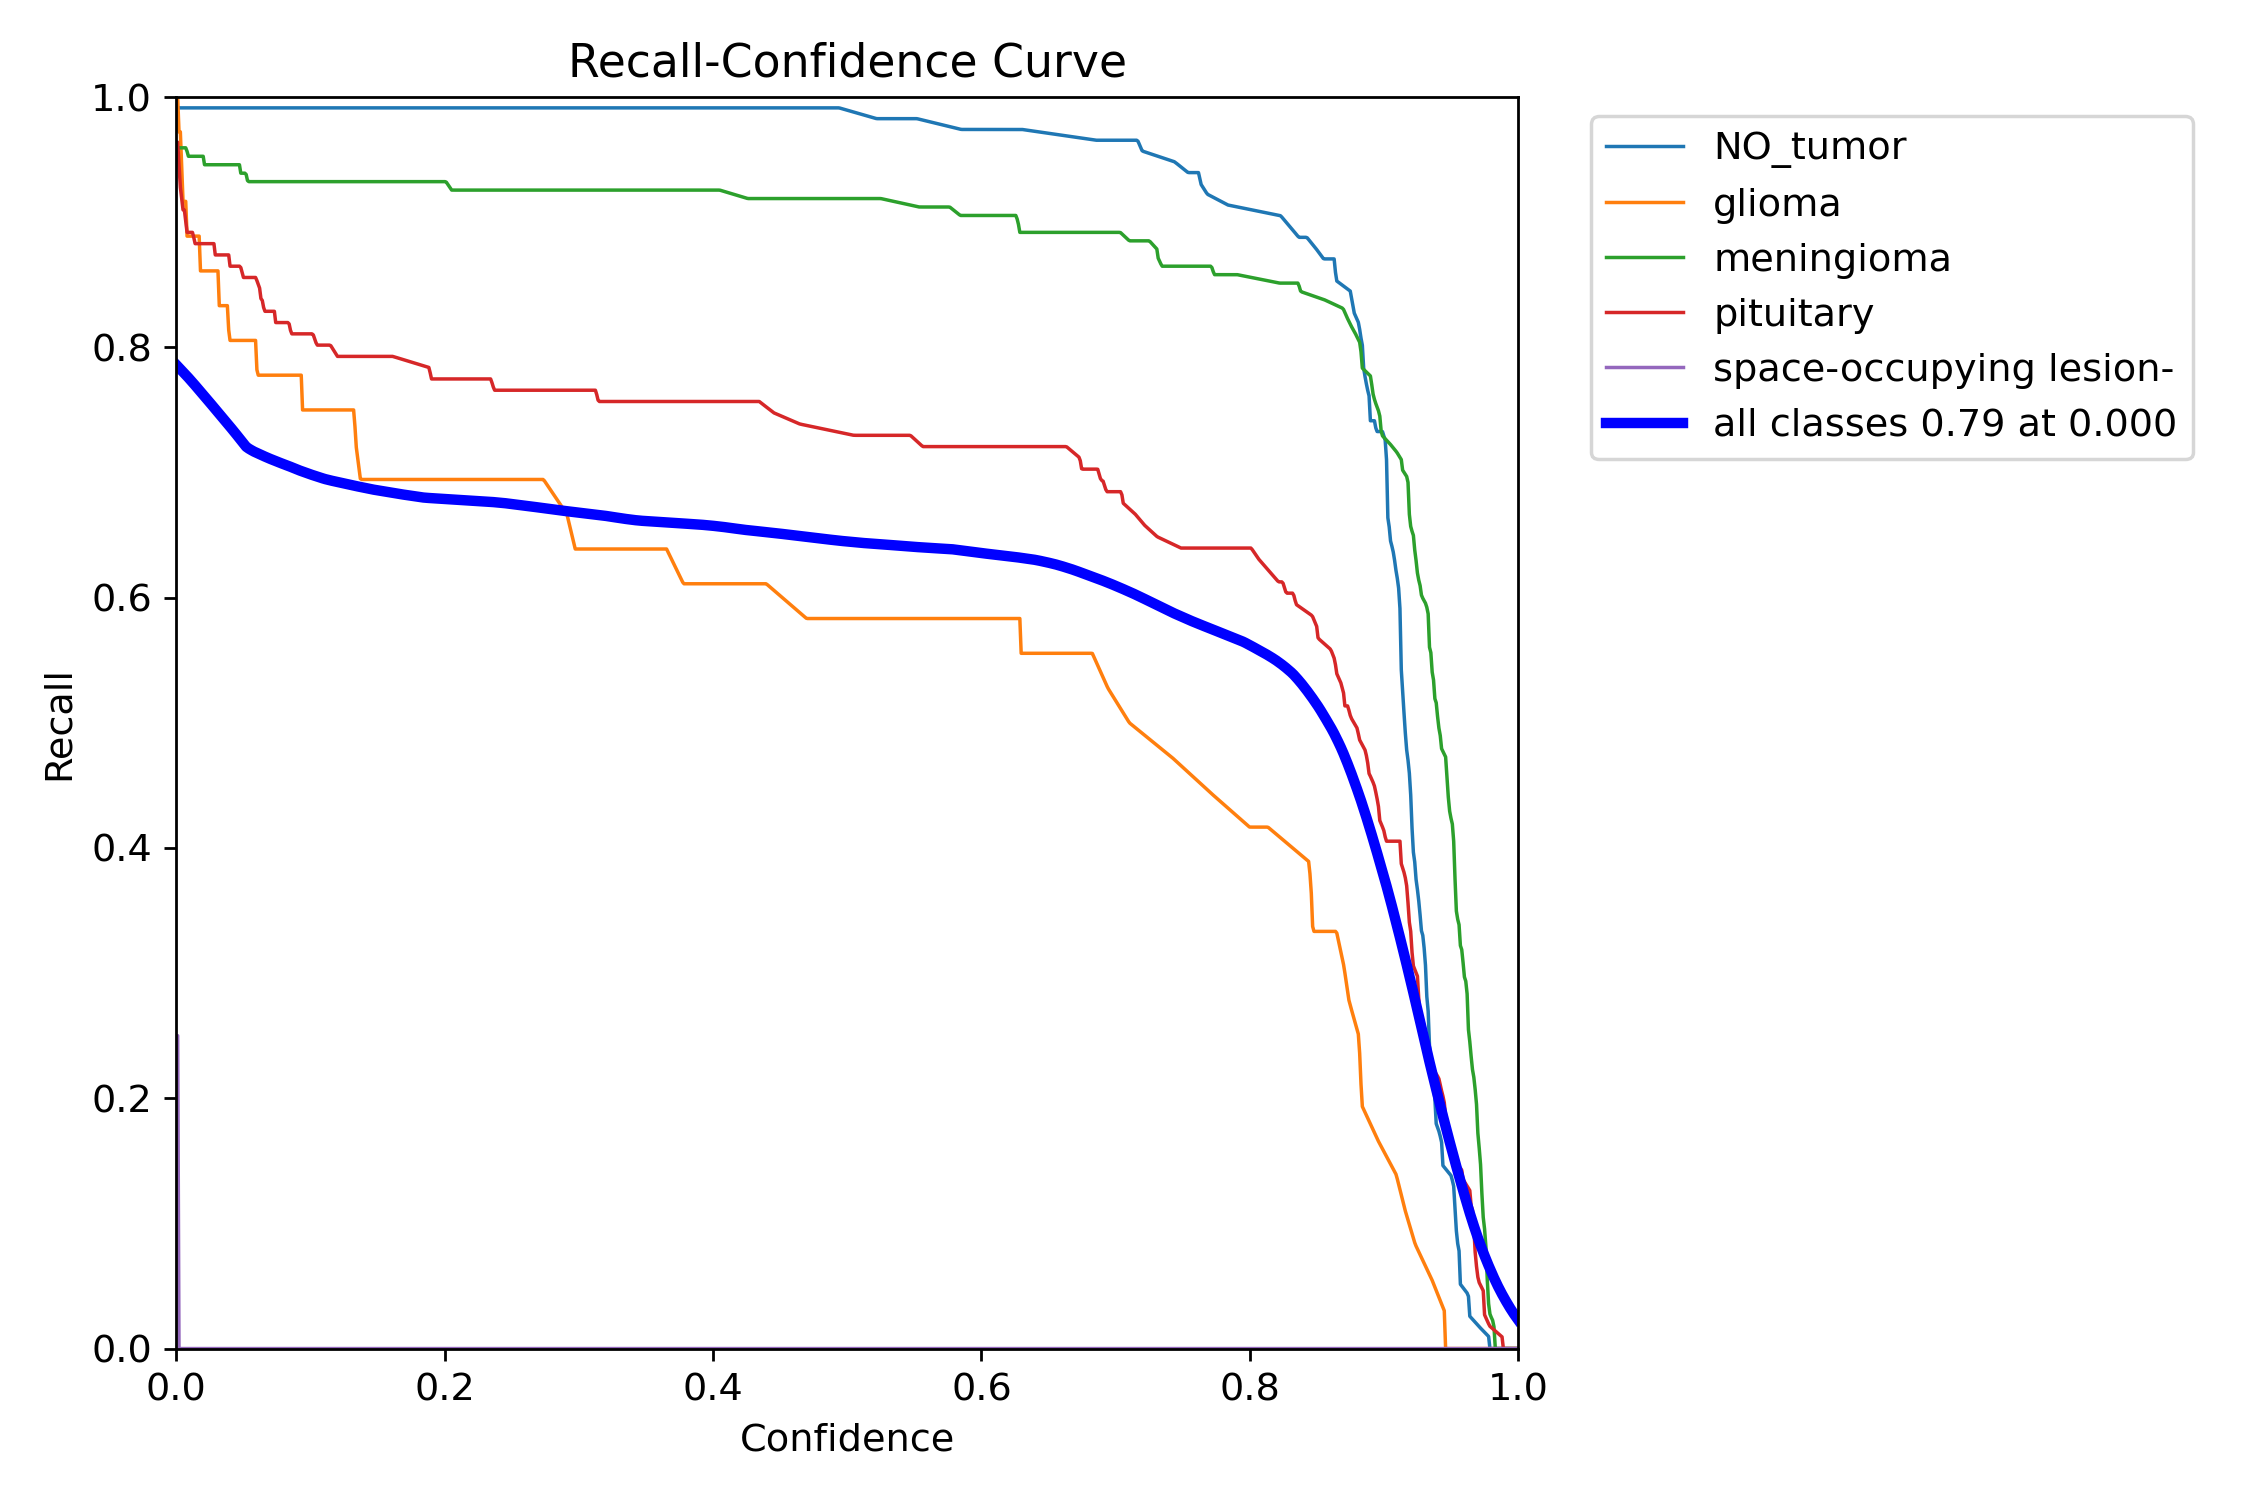 Recall-Confidence Curve
1.0
0.8
0.6
0.4
0.2
0.0
Recall
0.0 0.2 0.4 0.6 0.8 1.0
Confidence
NO_tumor
glioma
meningioma
pituitary
space-occupying lesion-
all classes 0.79 at 0.000